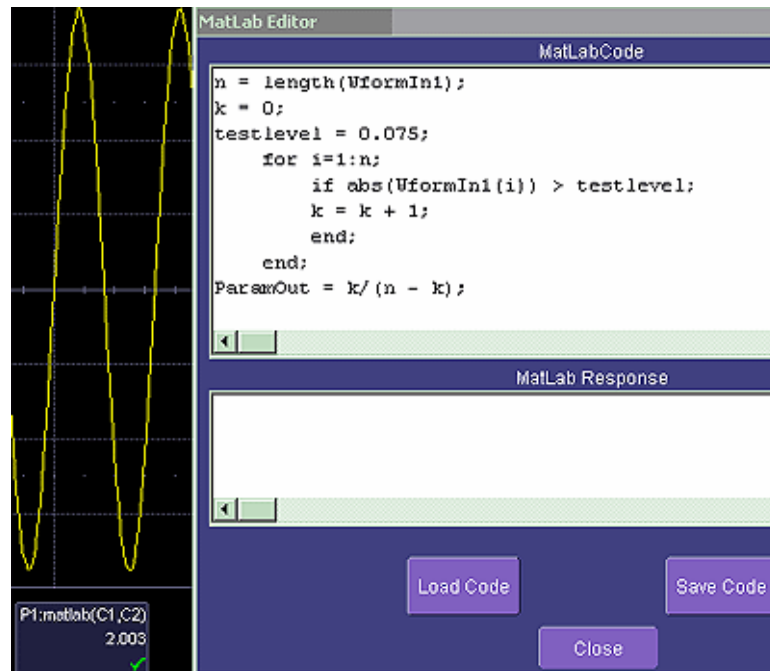 MatLab Editor
MatLabCode
n = length(WformIn1);
k = 0;
testlevel = 0.075;
for i=1:n;
if abs(WformIn1(i)) > testlevel;
k = k + 1;
end;
end;
ParamOut = k/(n - k);
MatLab Response
Load Code
Save Code
Close
P1:matlab(C1,C2)
2.003